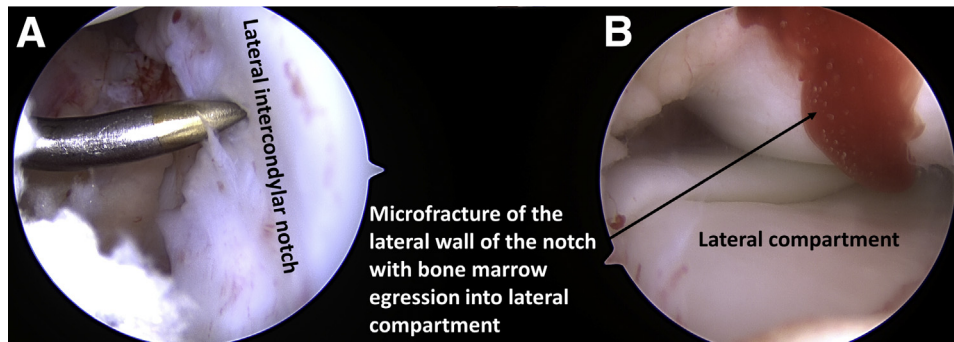 A
Lateral intercondylar notch
Microfracture of the
lateral wall of the notch
with bone marrow
egression into lateral
compartment
B
Lateral compartment